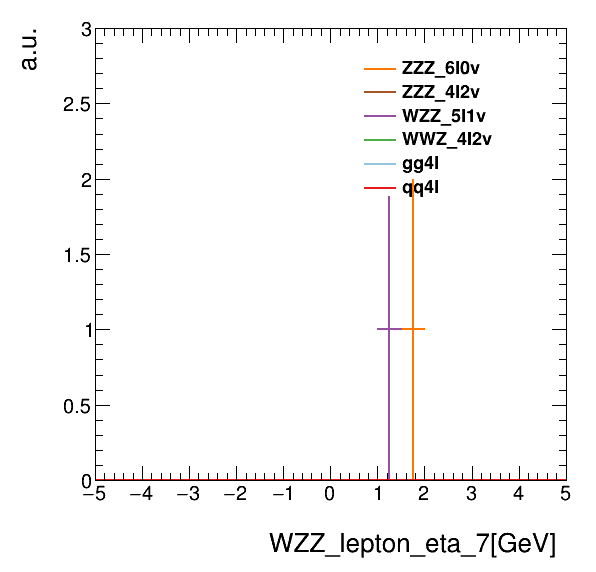 a.u.
3
2.5
2
1.5
1
0.5
0
ZZZ_6l0v
ZZZ_4l2v
WZZ_5l1v
WWZ_4l2v
gg4l
qq4l
−5 −4 −3 −2 −1 0 1 2 3 4 5
WZZ_lepton_eta_7[GeV]